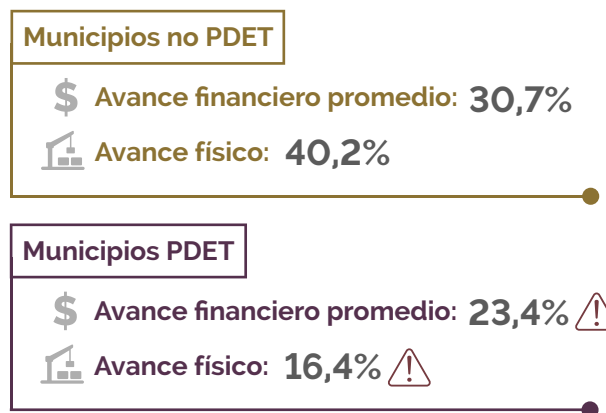 Municipios no PDET
$ Avance financiero promedio: 30,7%
Avance físico: 40,2%
Municipios PDET
$ Avance financiero promedio: 23,4%
Avance físico: 16,4%